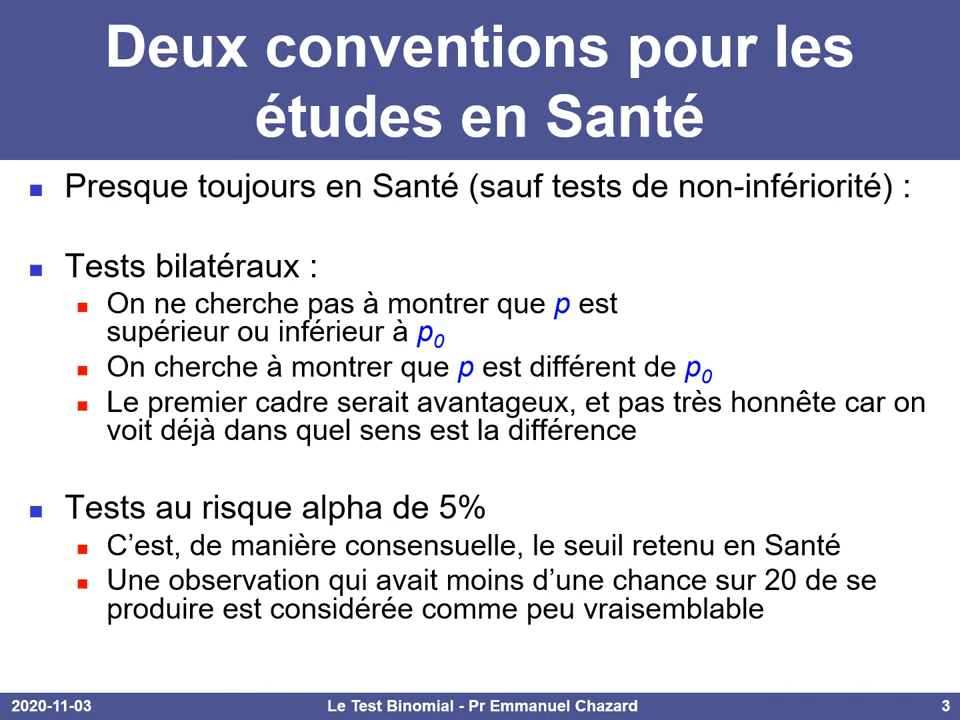 Deux conventions pour les
études en Santé
Presque toujours en Santé (sauf tests de non-infériorité) :
Tests bilatéraux :
On ne cherche pas à montrer que p est
supérieur ou inférieur à p0
On cherche à montrer que p est différent de p0
Le premier cadre serait avantageux, et pas très honnête car on
voit déjà dans quel sens est la différence
Tests au risque alpha de 5%
C’est, de manière consensuelle, le seuil retenu en Santé
Une observation qui avait moins d’une chance sur 20 de se
produire est considérée comme peu vraisemblable
2020-11-03
Le Test Binomial - Pr Emmanuel Chazard
3